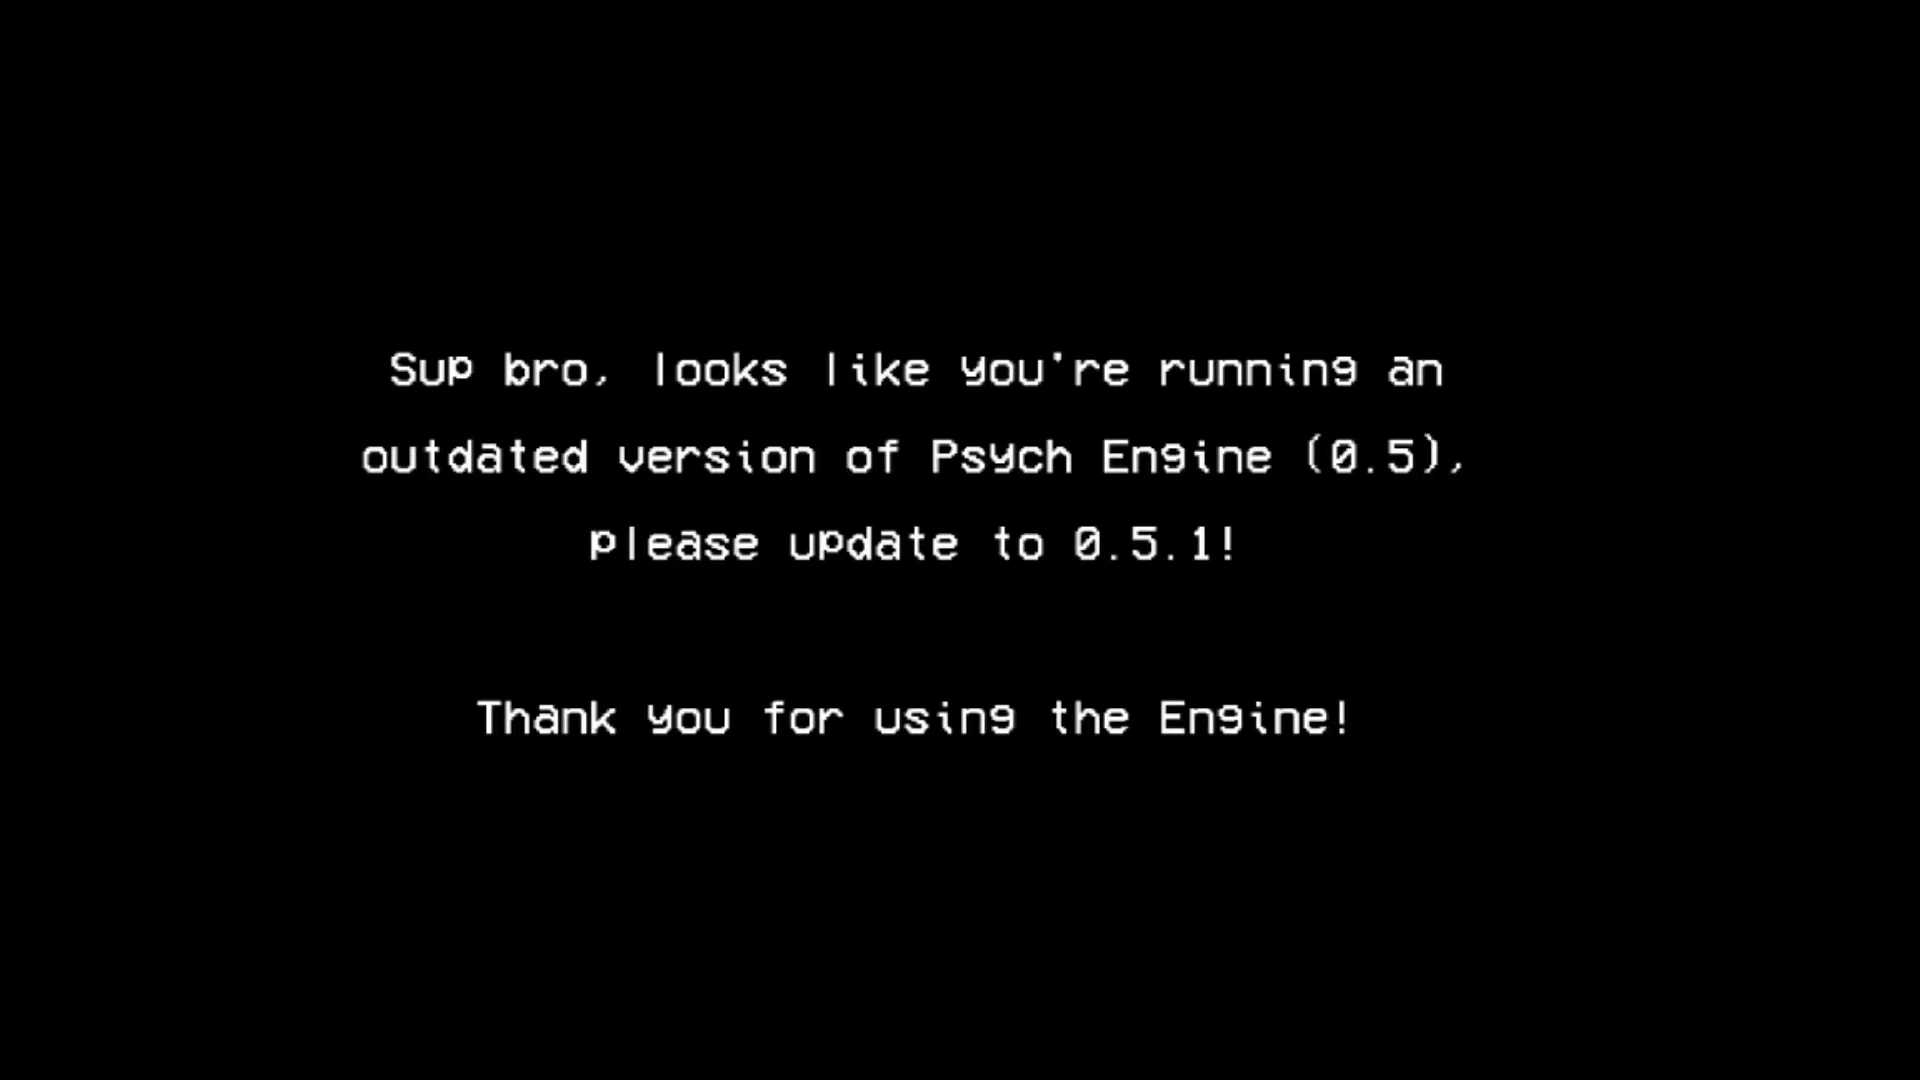 Sup bro, looks like you're running an
outdated version of Psych Engine (0.5),
please update to 0.5.1!
Thank you for using the Engine!